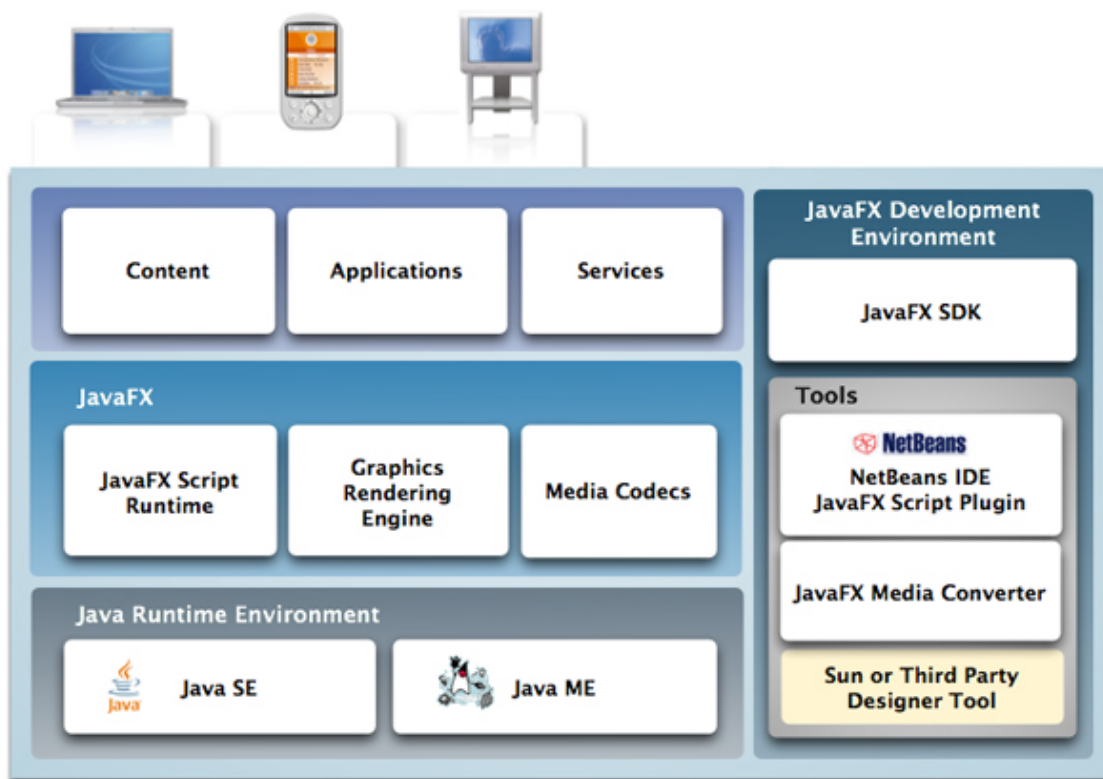 Content
Applications
Services
JavaFX
JavaFX Script
Runtime
Graphics
Rendering
Engine
Media Codecs
Java Runtime Environment
Java
Java SE
Java ME
JavaFX Development
Environment
JavaFX SDK
Tools
NetBeans
NetBeans IDE
JavaFX Script Plugin
JavaFX Media Converter
Sun or Third Party
Designer Tool